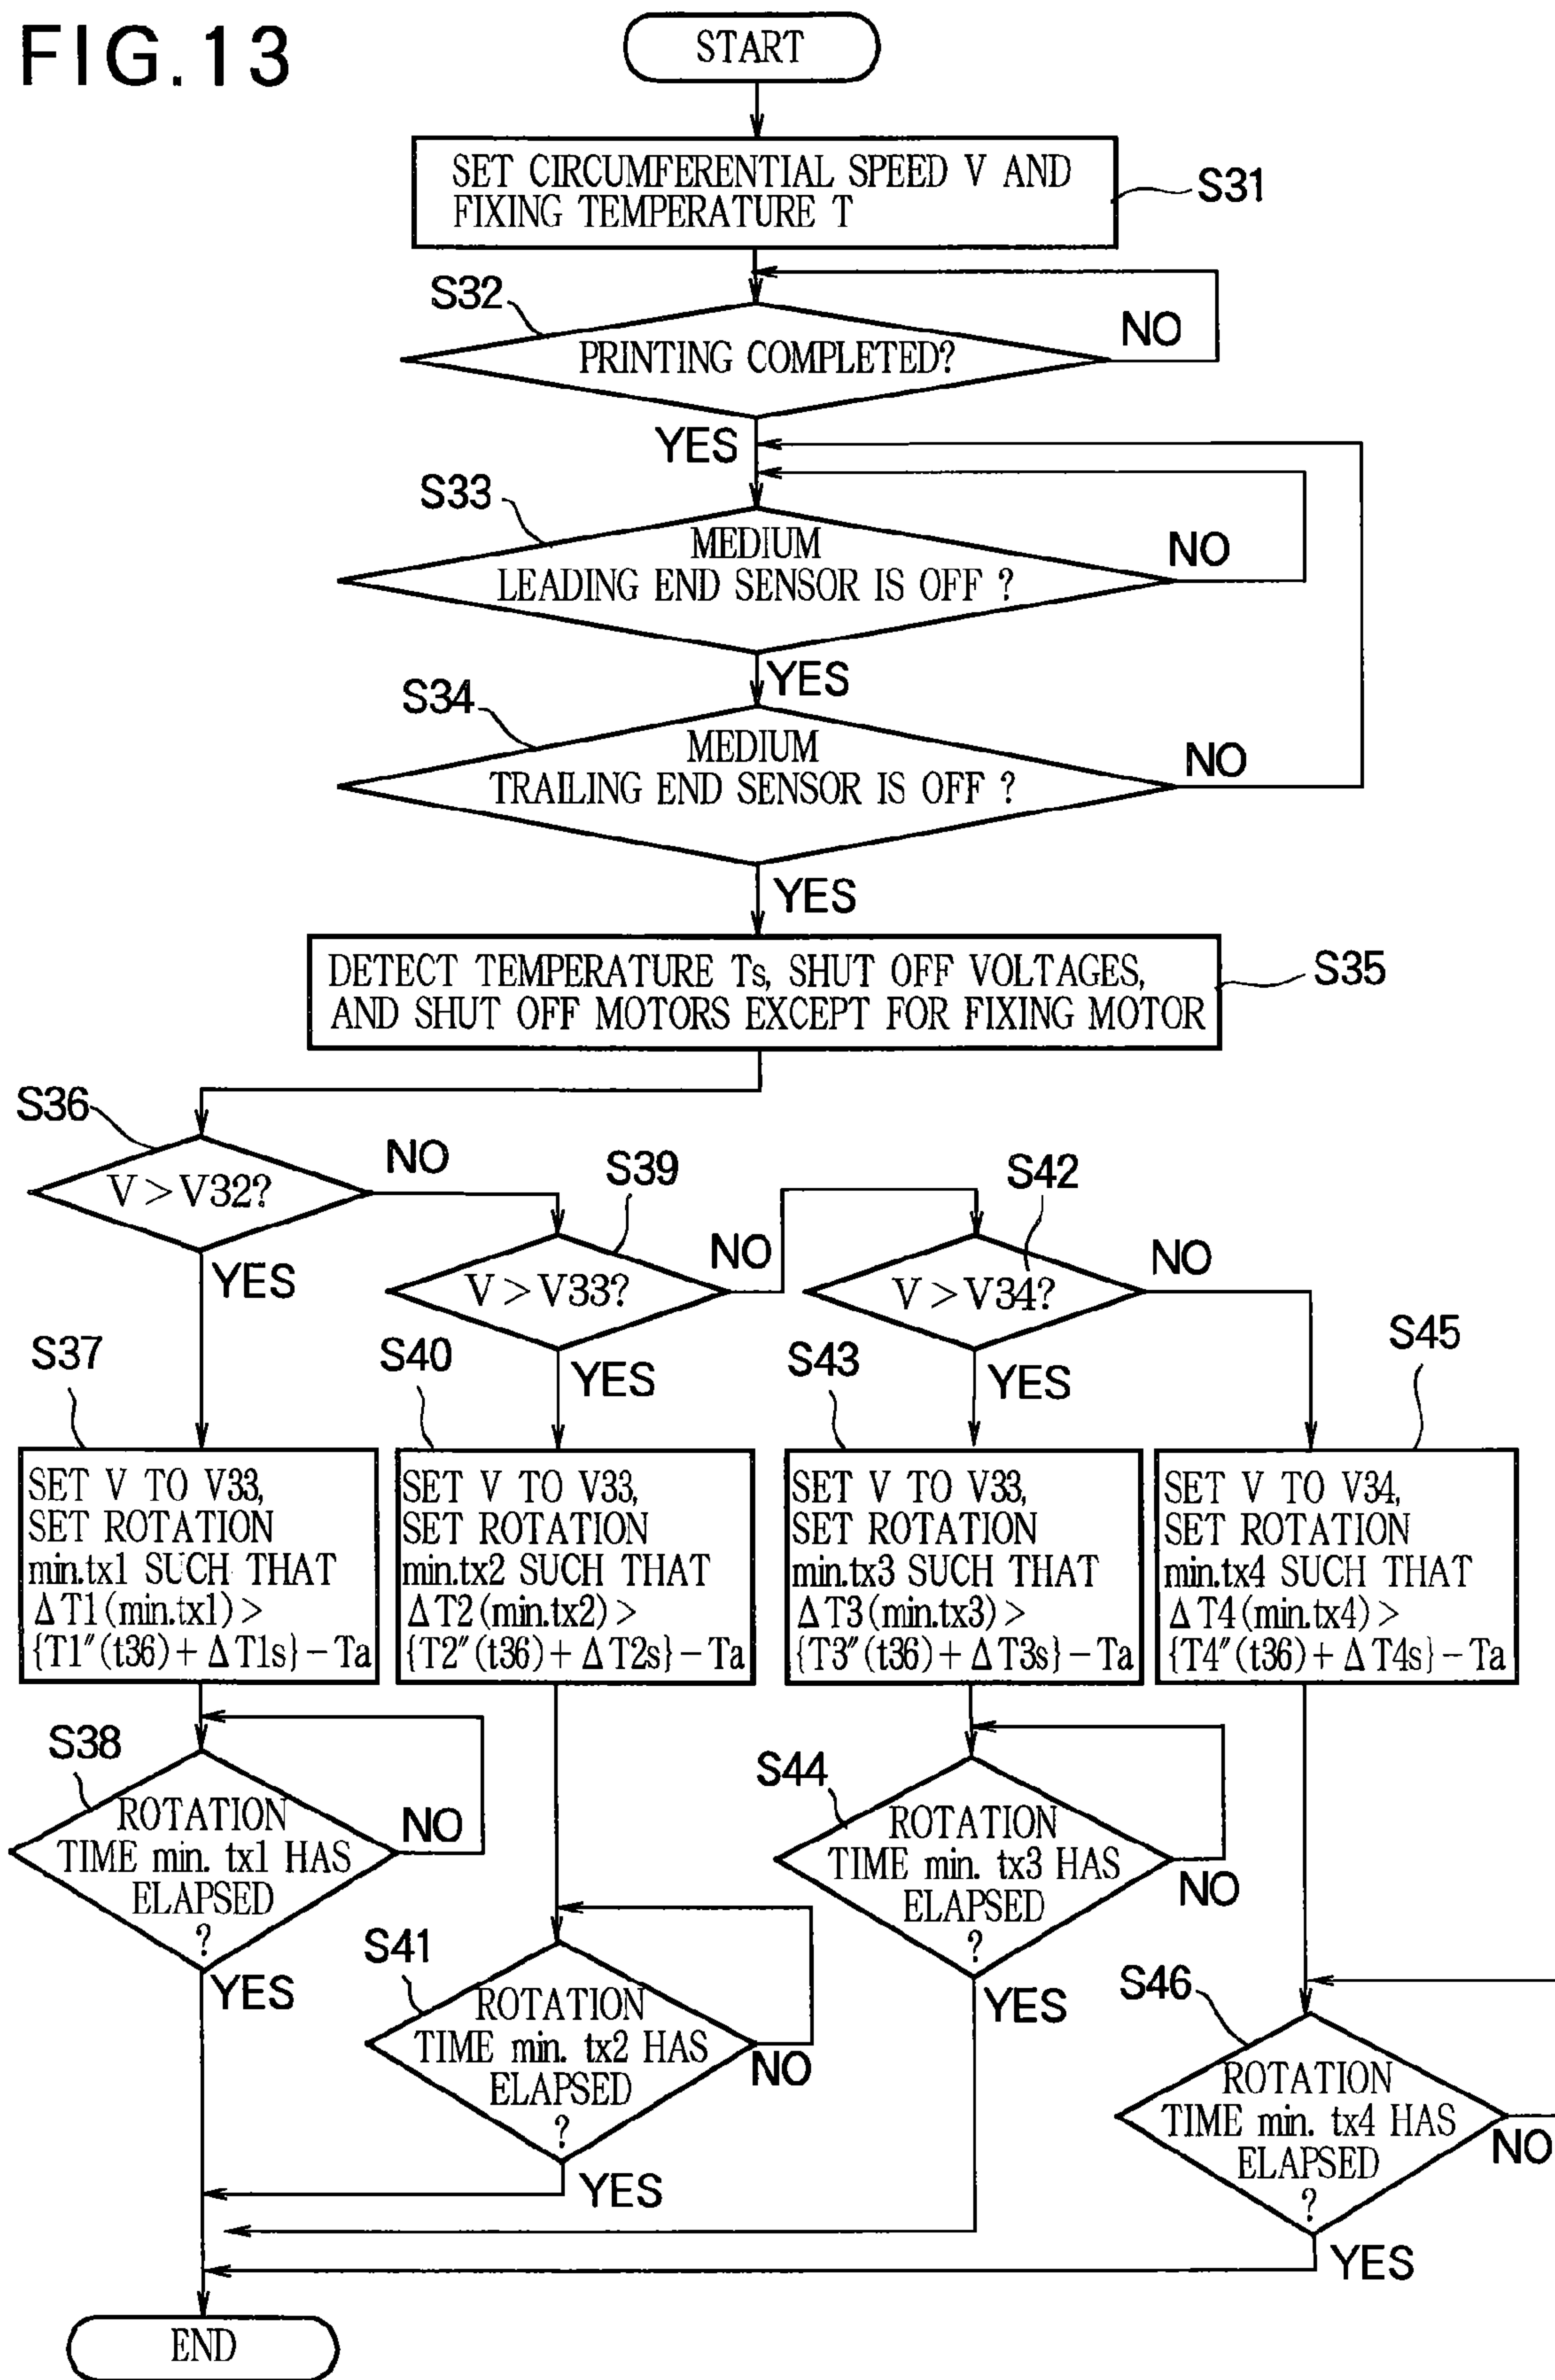 FIG.13
START
SET CIRCUMFERENTIAL SPEED V AND
FIXING TEMPERATURE T
S31
S32
PRINTING COMPLETED?
NO
YES
S33
MEDIUM
LEADING END SENSOR IS OFF ?
NO
YES
S34
MEDIUM
TRAILING END SENSOR IS OFF ?
NO
YES
DETECT TEMPERATURE Ts, SHUT OFF VOLTAGES,
AND SHUT OFF MOTORS EXCEPT FOR FIXING MOTOR
S35
S36
V > V32?
NO
YES
S39
V > V33?
NO
YES
S42
V > V34?
NO
YES
S37
SET V TO V33,
SET ROTATION
min.tx1 SUCH THAT
ΔT1(min.tx1) >
{T1″(t36)+ ΔT1s} − Ta
S40
SET V TO V33,
SET ROTATION
min.tx2 SUCH THAT
ΔT2(min.tx2) >
{T2″(t36)+ ΔT2s} − Ta
S43
SET V TO V33,
SET ROTATION
min.tx3 SUCH THAT
ΔT3(min.tx3) >
{T3″(t36)+ ΔT3s} − Ta
S45
SET V TO V34,
SET ROTATION
min.tx4 SUCH THAT
ΔT4(min.tx4) >
{T4″(t36)+ ΔT4s} − Ta
S38
ROTATION
TIME min. tx1 HAS
ELAPSED
?
NO
YES
S41
ROTATION
TIME min. tx2 HAS
ELAPSED
?
NO
YES
S44
ROTATION
TIME min. tx3 HAS
ELAPSED
?
NO
YES
S46
ROTATION
TIME min. tx4 HAS
ELAPSED
?
NO
YES
END